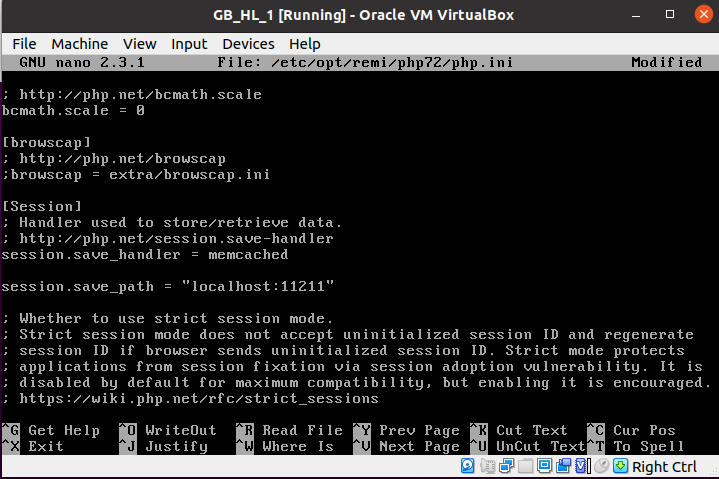 GB_HL_1 [Running] - Oracle VM VirtualBox
File Machine View Input Devices Help
GNU nano 2.3.1 File: /etc/opt/remi/php72/php.ini Modified
; http://php.net/bcmath.scale
bcmath.scale = 0
[browscap]
; http://php.net/browscap
;browscap = extra/browscap.ini
[Session]
; Handler used to store/retrieve data.
; http://php.net/session.save-handler
session.save_handler = memcached
session.save_path = "localhost:11211"
; Whether to use strict session mode.
; Strict session mode does not accept uninitialized session ID and regenerate
; session ID if browser sends uninitialized session ID. Strict mode protects
; applications from session fixation via session adoption vulnerability. It is
; disabled by default for maximum compatibility, but enabling it is encouraged.
; https://wiki.php.net/rfc/strict_sessions
^G Get Help ^O WriteOut ^R Read File ^Y Prev Page ^K Cut Text ^C Cur Pos
^X Exit ^J Justify ^W Where Is ^V Next Page ^U UnCut Text ^T To Spell
Right Ctrl